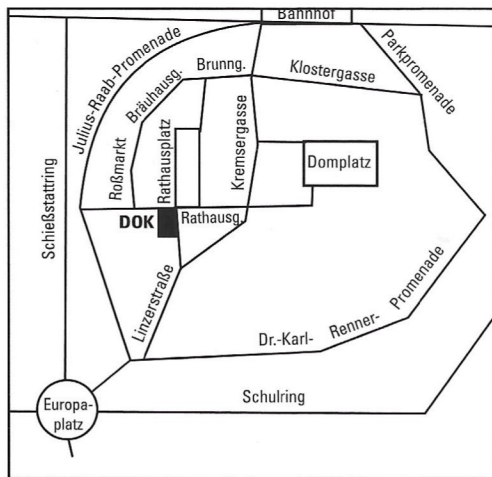 Bahnhof
Julius-Raab-Promenade
Parkpromenade
Brunng.
Klostergasse
Bräuhausg.
Roßmarkt
Rathausplatz
Kremsergasse
Domplatz
Schießstattring
DOK
Rathausg.
Linzerstraße
Dr.-Karl-
Renner-
Promenade
Europa-
platz
Schulring